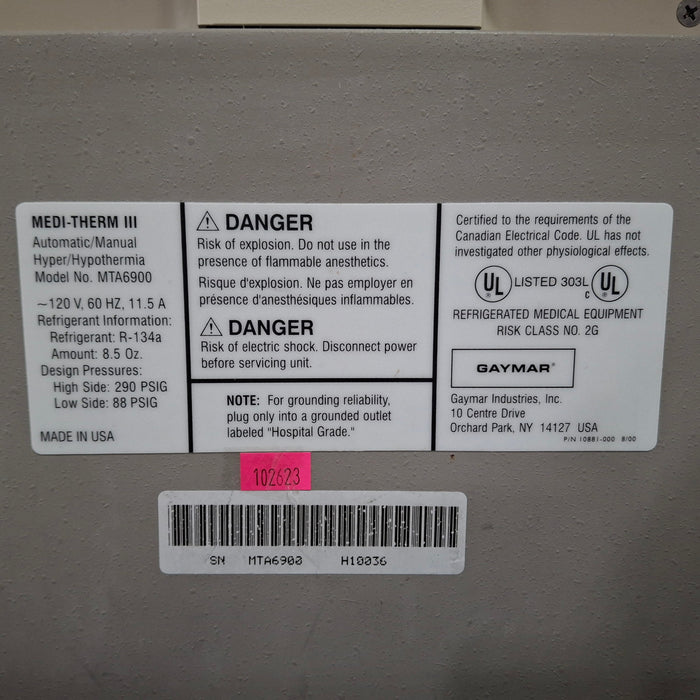 MEDI-THERM III
Automatic/Manual
Hyper/Hypothermia
Model No. MTA6900
~120 V, 60 HZ, 11.5 A
Refrigerant Information:
Refrigerant: R-134a
Amount: 8.5 Oz.
Design Pressures:
High Side: 290 PSIG
Low Side: 88 PSIG
MADE IN USA
⚠ DANGER
Risk of explosion. Do not use in the
presence of flammable anesthetics.
Risque d'explosion. Ne pas employer en
présence d'anesthésiques inflammables.
⚠ DANGER
Risk of electric shock. Disconnect power
before servicing unit.
NOTE: For grounding reliability,
plug only into a grounded outlet
labeled "Hospital Grade."
Certified to the requirements of the
Canadian Electrical Code. UL has not
investigated other physiological effects.
UL ® LISTED 303L c UL ®
REFRIGERATED MEDICAL EQUIPMENT
RISK CLASS NO. 2G
GAYMAR®
Gaymar Industries, Inc.
10 Centre Drive
Orchard Park, NY 14127 USA
P/N 10881-000 8/00
102623
SN MTA6900 H10036